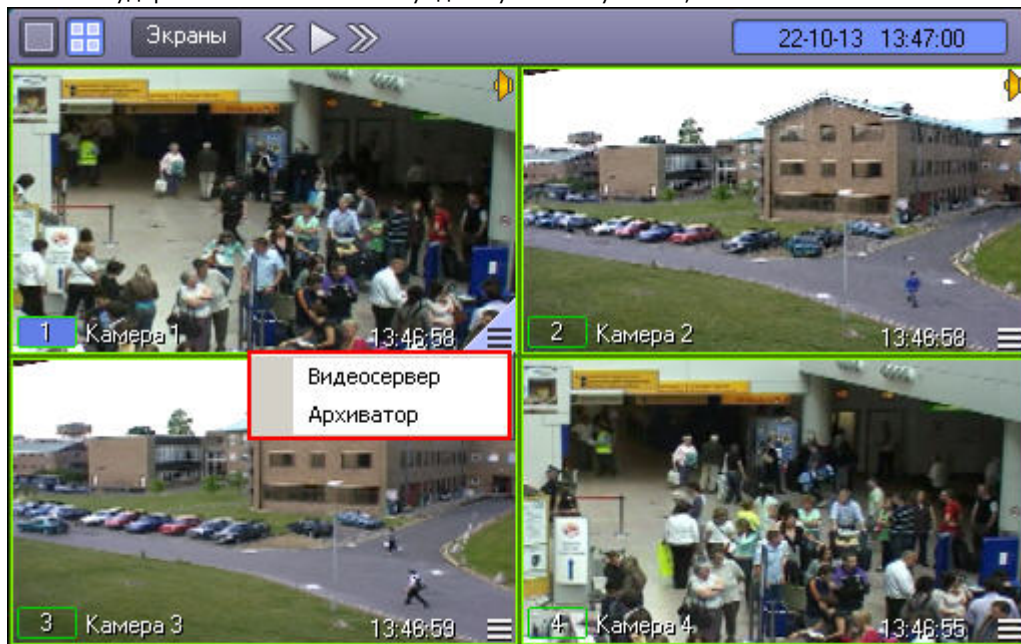 Экраны
22-10-13 13:47:00
1 Камера 1 13:46:58
2 Камера 2 13:46:58
Видеосервер
Архиватор
3 Камера 3 13:46:59
4 Камера 4 13:46:55